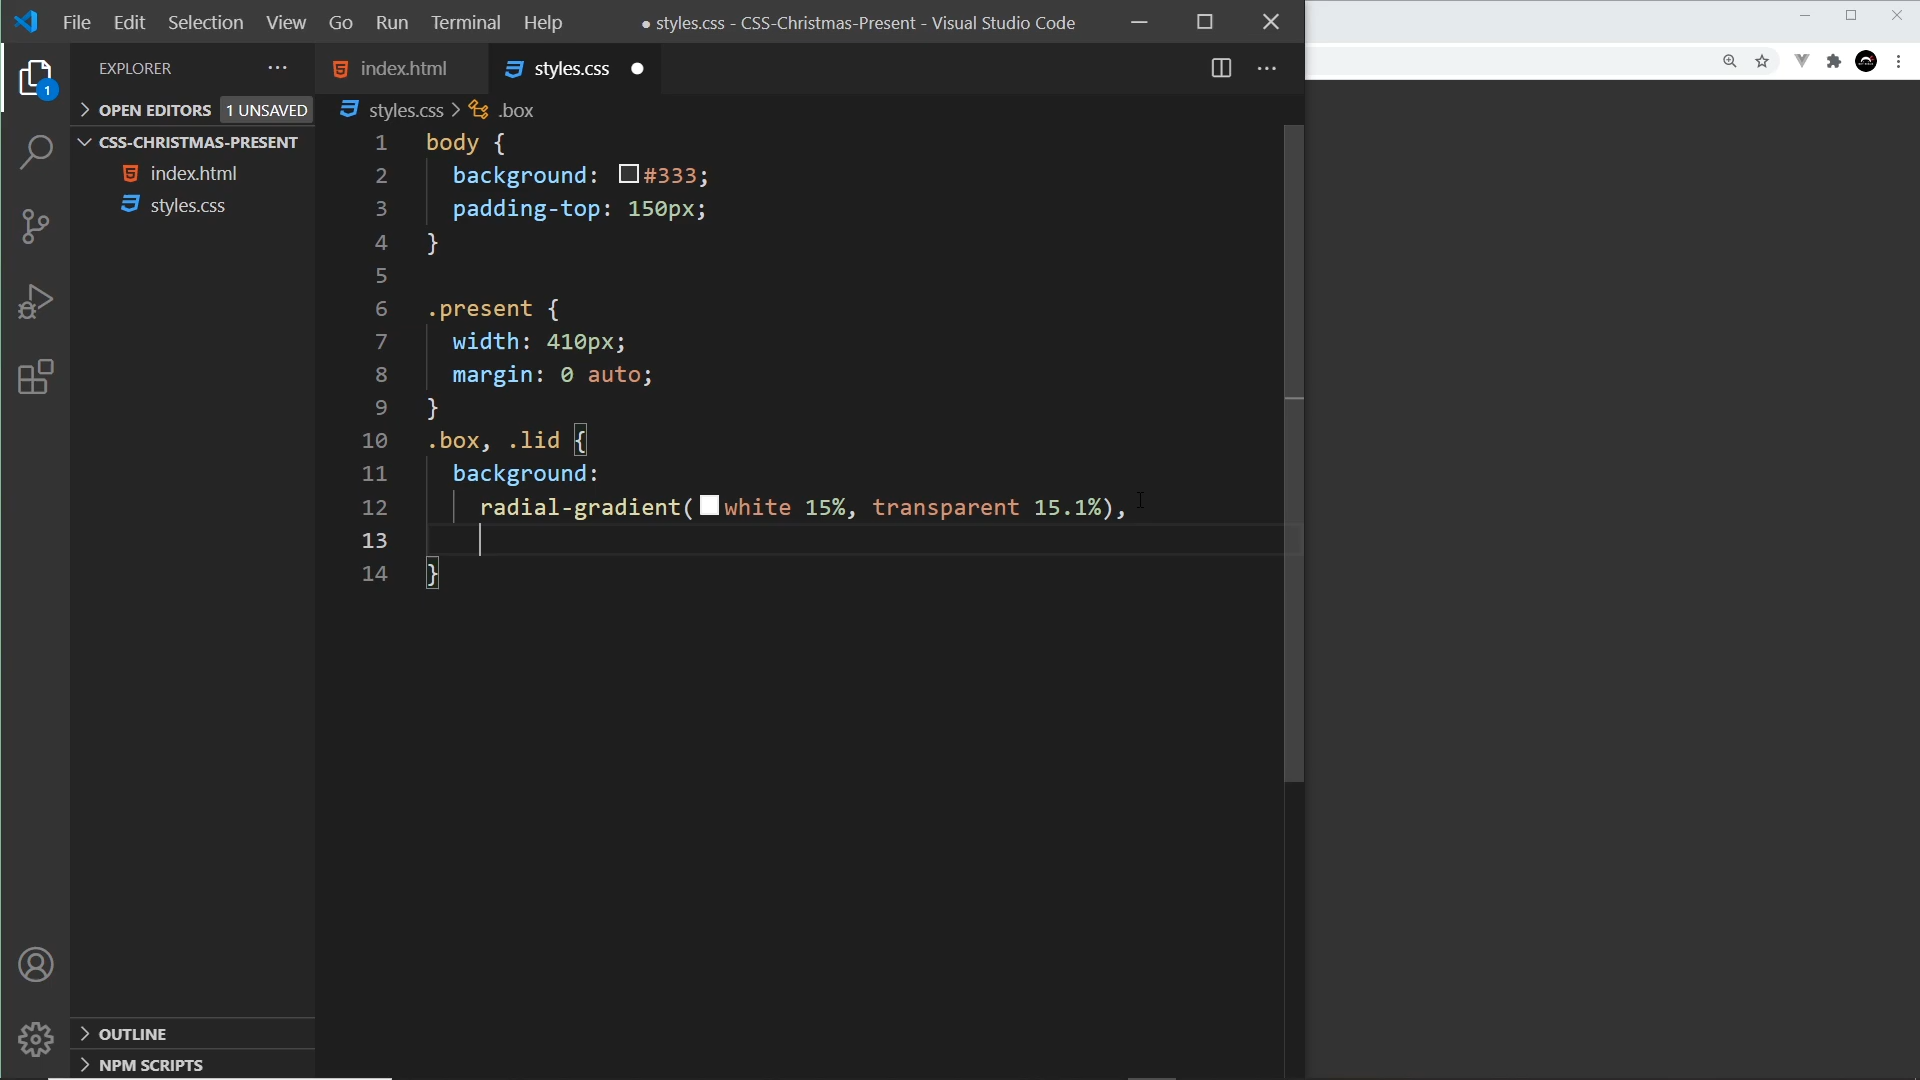 File Edit Selection View Go Run Terminal Help ● styles.css - CSS-Christmas-Present - Visual Studio Code
EXPLORER ···
index.html
styles.css
1
OPEN EDITORS 1 UNSAVED
styles.css > .box
CSS-CHRISTMAS-PRESENT
index.html
styles.css
1 body {
2 background: #333;
3 padding-top: 150px;
4 }
5
6 .present {
7 width: 410px;
8 margin: 0 auto;
9 }
10 .box, .lid {
11 background:
12 radial-gradient(white 15%, transparent 15.1%),
13
14 }
OUTLINE
NPM SCRIPTS